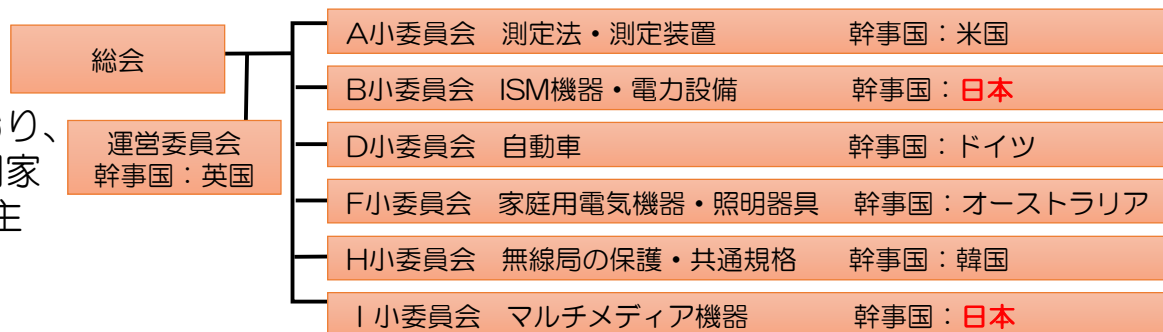 総会
運営委員会
幹事国：英国
おり、
家
主
A小委員会　測定法・測定装置　幹事国：米国
B小委員会　ISM機器・電力設備　幹事国：日本
D小委員会　自動車　幹事国：ドイツ
F小委員会　家庭用電気機器・照明器具　幹事国：オーストラリア
H小委員会　無線局の保護・共通規格　幹事国：韓国
I 小委員会　マルチメディア機器　幹事国：日本